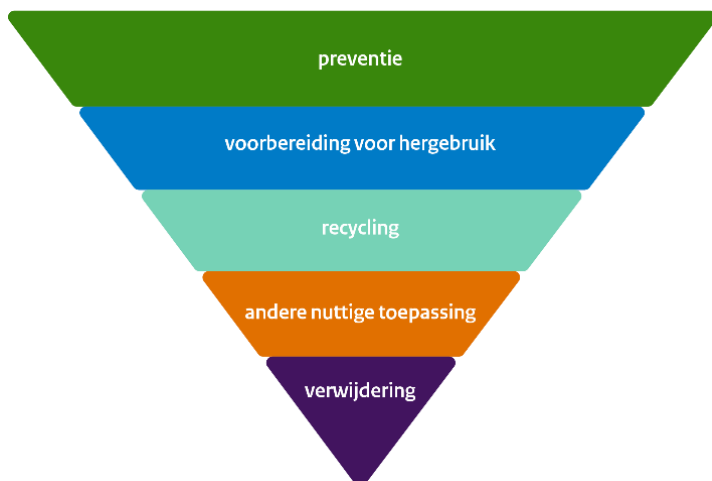 preventie
voorbereiding voor hergebruik
recycling
andere nuttige toepassing
verwijdering